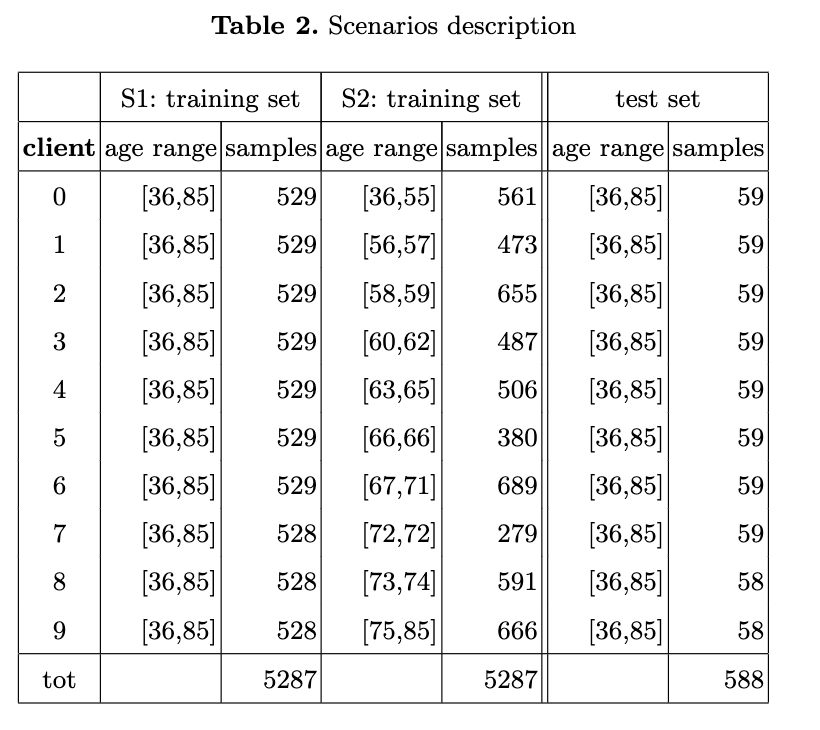 Table 2. Scenarios description
S1: training set S2: training set test set
client age range samples age range samples age range samples
0 [36,85] 529 [36,55] 561 [36,85] 59
1 [36,85] 529 [56,57] 473 [36,85] 59
2 [36,85] 529 [58,59] 655 [36,85] 59
3 [36,85] 529 [60,62] 487 [36,85] 59
4 [36,85] 529 [63,65] 506 [36,85] 59
5 [36,85] 529 [66,66] 380 [36,85] 59
6 [36,85] 529 [67,71] 689 [36,85] 59
7 [36,85] 528 [72,72] 279 [36,85] 59
8 [36,85] 528 [73,74] 591 [36,85] 58
9 [36,85] 528 [75,85] 666 [36,85] 58
tot 5287 5287 588